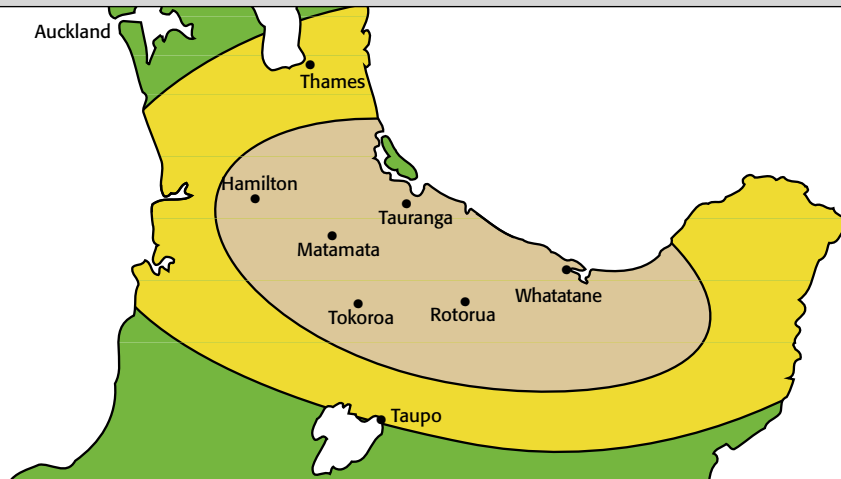 Auckland
Thames
Hamilton
Tauranga
Matamata
Whatatane
Tokoroa
Rotorua
Taupo